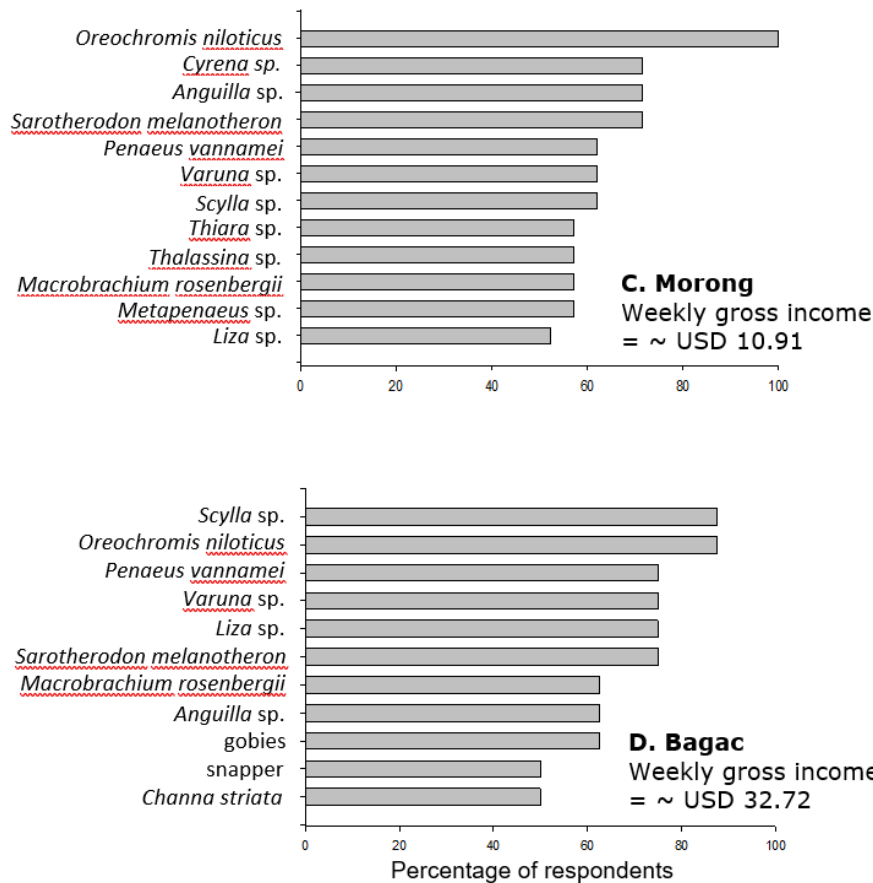 Oreochromis niloticus
Cyrena sp.
Anguilla sp.
Sarotherodon melanotheron
Penaeus vannamei
Varuna sp.
Scylla sp.
Thiara sp.
Thalassina sp.
Macrobrachium rosenbergii
Metapenaeus sp.
Liza sp.
C. Morong
Weekly gross income
= ~ USD 10.91
0 20 40 60 80 100
Scylla sp.
Oreochromis niloticus
Penaeus vannamei
Varuna sp.
Liza sp.
Sarotherodon melanotheron
Macrobrachium rosenbergii
Anguilla sp.
gobies
snapper
Channa striata
D. Bagac
Weekly gross income
= ~ USD 32.72
0 20 40 60 80 100
Percentage of respondents